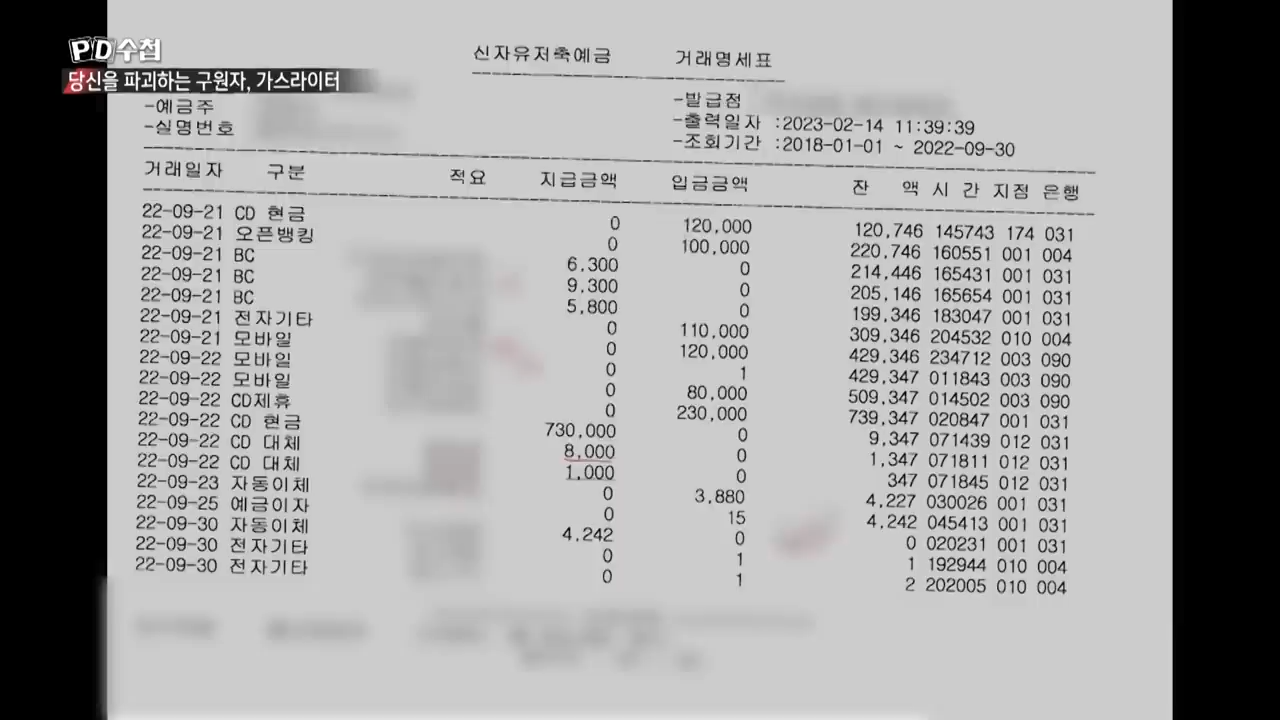 PD수첩
당신을 파괴하는 구원자, 가스라이터
신자유저축예금 거래명세표
-예금주 -발급점
-실명번호 -출력일자 :2023-02-14 11:39:39
-조회기간 :2018-01-01 ~ 2022-09-30
거래일자 구분 적요 지급금액 입금금액 잔 액 시 간 지점 은행
22-09-21 CD 현금 0 120,000 120,746 145743 174 031
22-09-21 오픈뱅킹 0 100,000 220,746 160551 001 004
22-09-21 BC 6,300 0 214,446 165431 001 031
22-09-21 BC 9,300 0 205,146 165654 001 031
22-09-21 BC 5,800 0 199,346 183047 001 031
22-09-21 전자기타 0 110,000 309,346 204532 010 004
22-09-21 모바일 0 120,000 429,346 234712 003 090
22-09-22 모바일 0 1 429,347 011843 003 090
22-09-22 모바일 0 80,000 509,347 014502 003 090
22-09-22 CD제휴 0 230,000 739,347 020847 001 031
22-09-22 CD 현금 730,000 0 9,347 071439 012 031
22-09-22 CD 대체 8,000 0 1,347 071811 012 031
22-09-22 CD 대체 1,000 0 347 071845 012 031
22-09-23 자동이체 0 3,880 4,227 030026 001 031
22-09-25 예금이자 0 15 4,242 045413 001 031
22-09-30 자동이체 4,242 0 0 020231 001 031
22-09-30 전자기타 0 1 1 192944 010 004
22-09-30 전자기타 0 1 2 202005 010 004